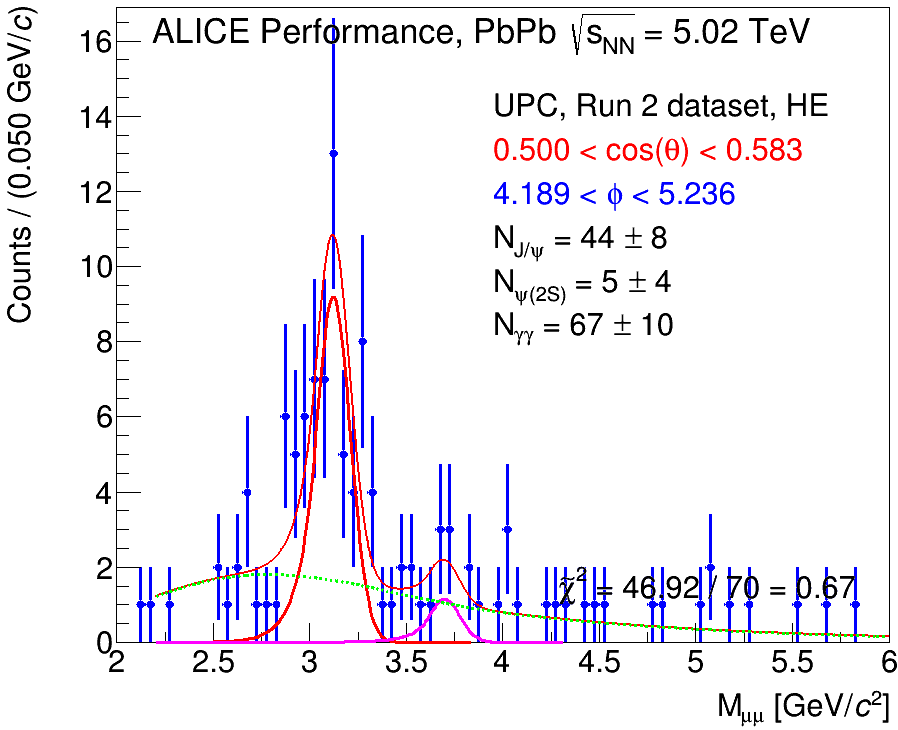 ALICE Performance, PbPb √sNN = 5.02 TeV
UPC, Run 2 dataset, HE
0.500 < cos(θ) < 0.583
4.189 < ϕ < 5.236
NJ/ψ = 44 ± 8
Nψ(2S) = 5 ± 4
Nγγ = 67 ± 10
χ̃² = 46.92 / 70 = 0.67
Counts / (0.050 GeV/c)
16
14
12
10
8
6
4
2
0
2 2.5 3 3.5 4 4.5 5 5.5 6
Mμμ [GeV/c²]